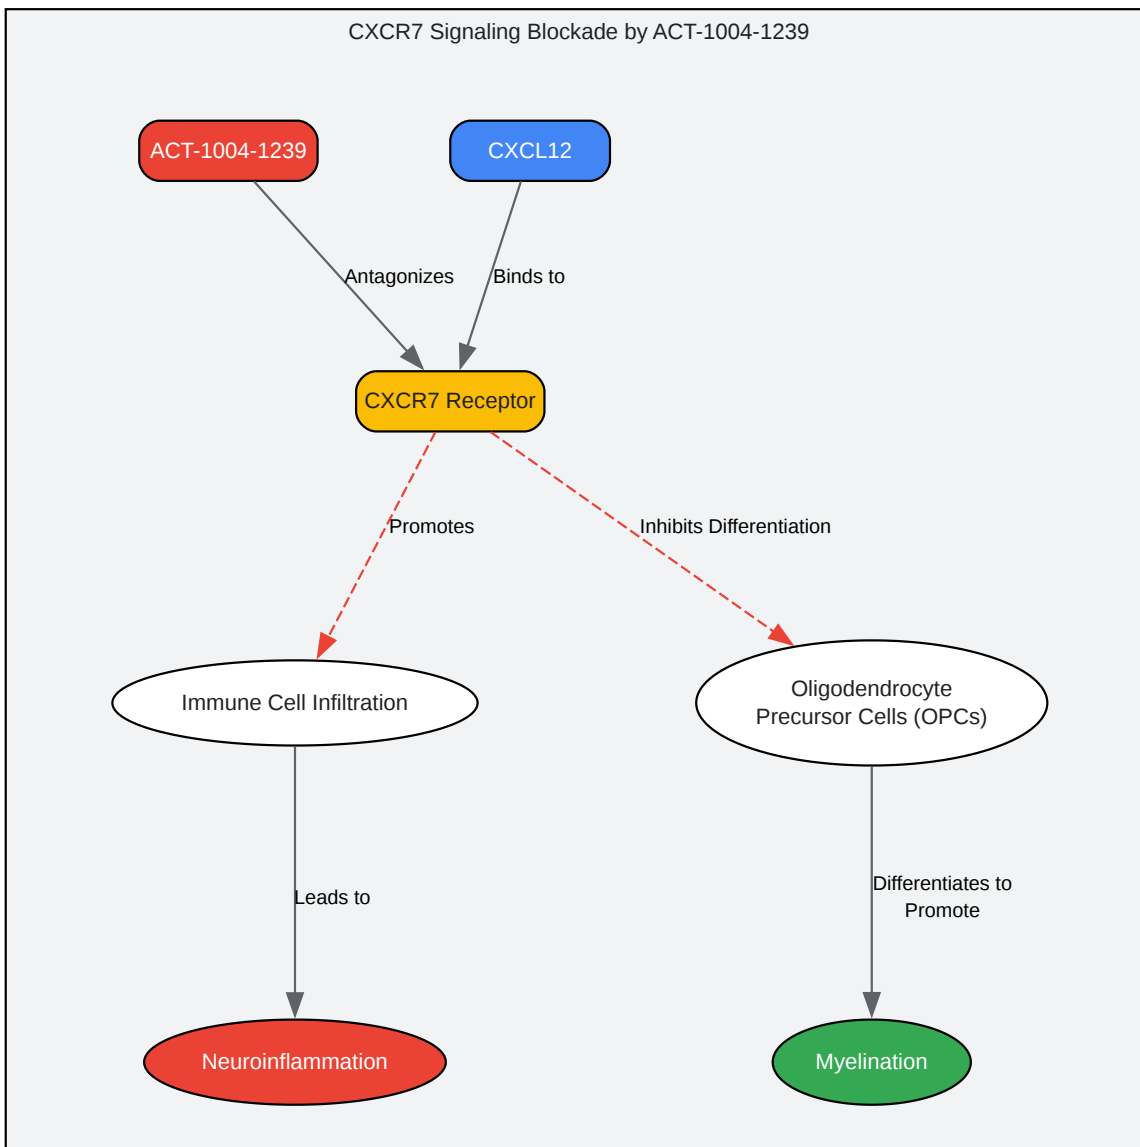 CXCR7 Signaling Blockade by ACT-1004-1239
ACT-1004-1239
CXCL12
Antagonizes
Binds to
CXCR7 Receptor
Promotes
Inhibits Differentiation
Immune Cell Infiltration
Oligodendrocyte
Precursor Cells (OPCs)
Leads to
Differentiates to
Promote
Neuroinflammation
Myelination